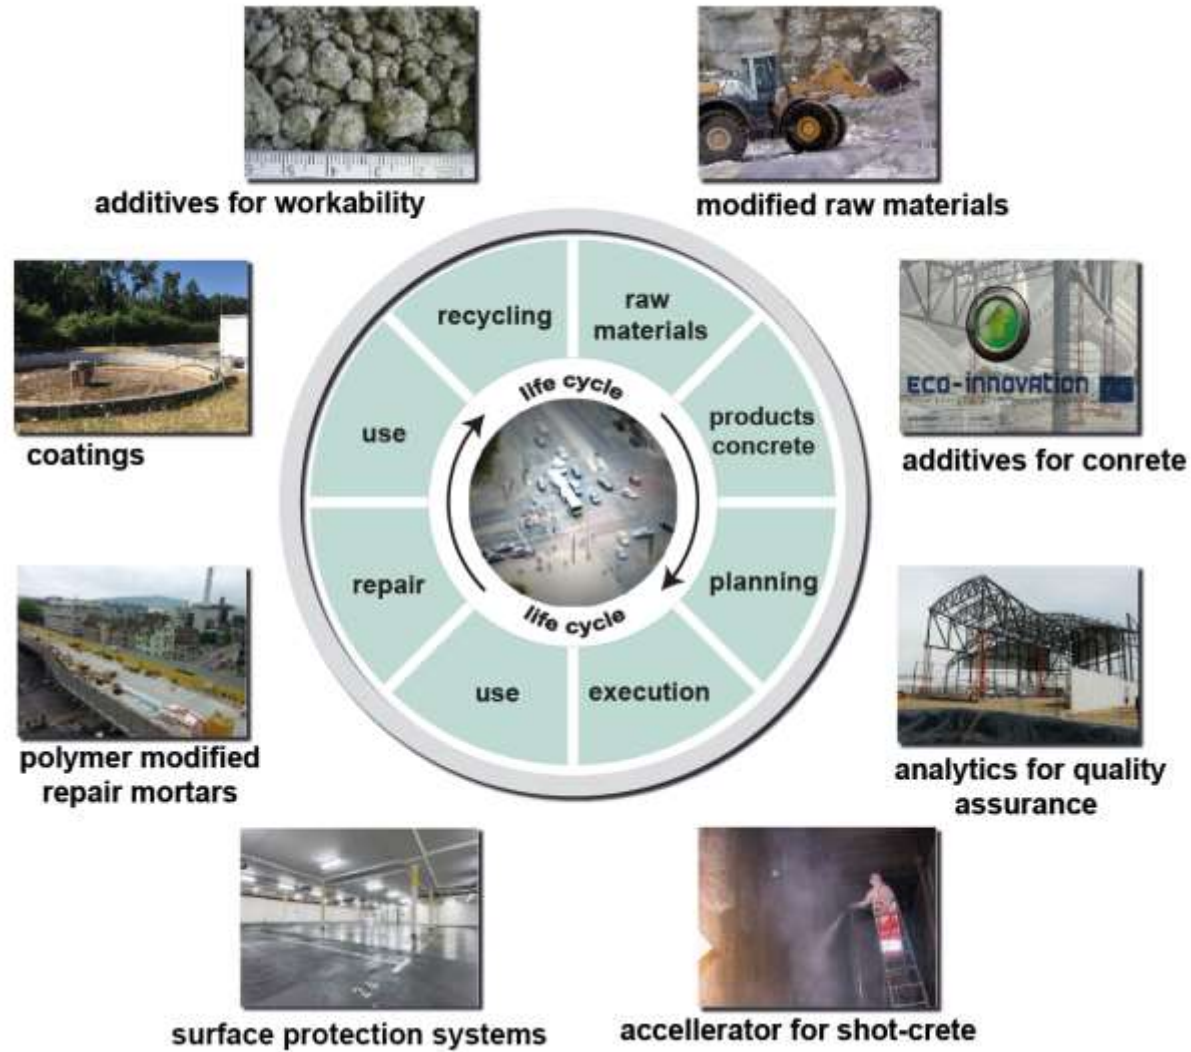 additives for workability
modified raw materials
recycling
raw
materials
life cycle
ECO-INNOVATION
use
products
concrete
coatings
additives for conrete
repair
planning
life cycle
use
execution
polymer modified
repair mortars
analytics for quality
assurance
surface protection systems
accellerator for shot-crete